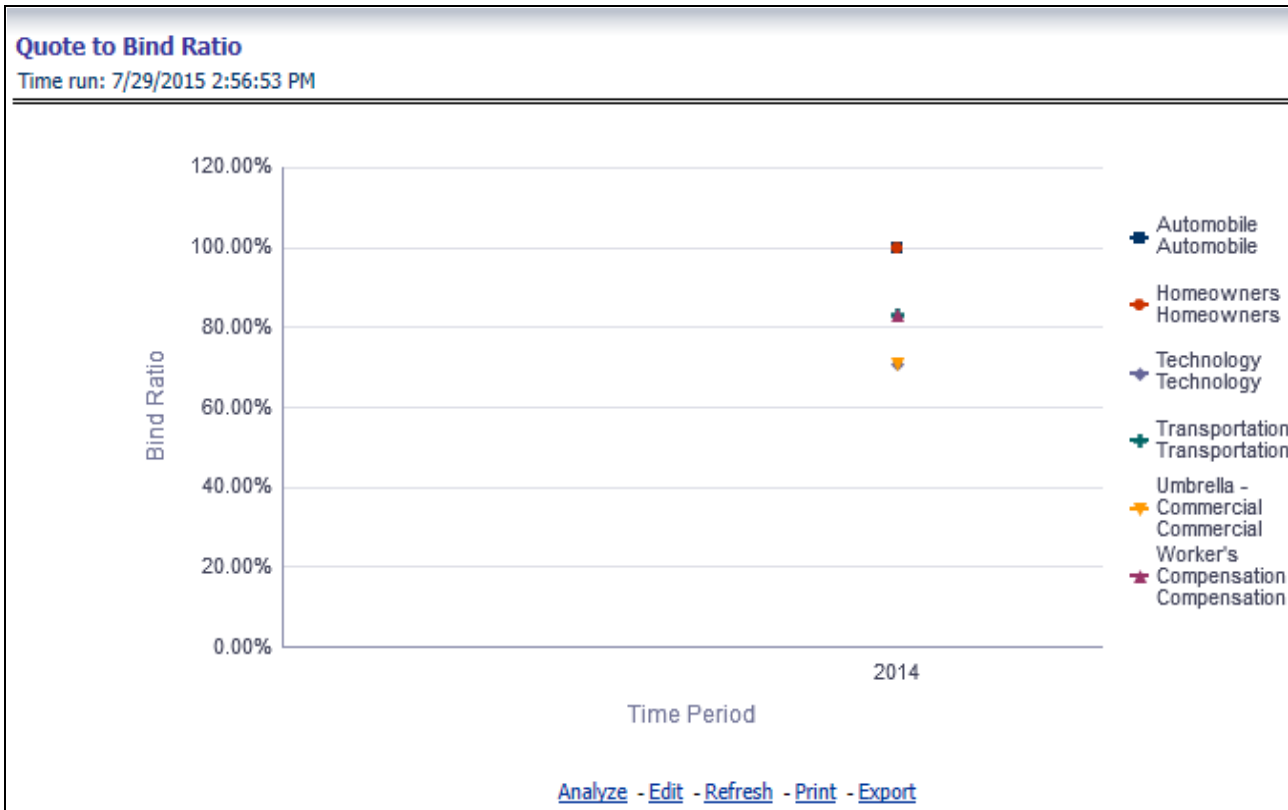 Quote to Bind Ratio
Time run: 7/29/2015 2:56:53 PM
120.00%
100.00%
80.00%
60.00%
40.00%
20.00%
0.00%
Bind Ratio
2014
Time Period
Automobile
Automobile
Homeowners
Homeowners
Technology
Technology
Transportation
Transportation
Umbrella -
Commercial
Commercial
Worker's
Compensation
Compensation
Analyze - Edit - Refresh - Print - Export